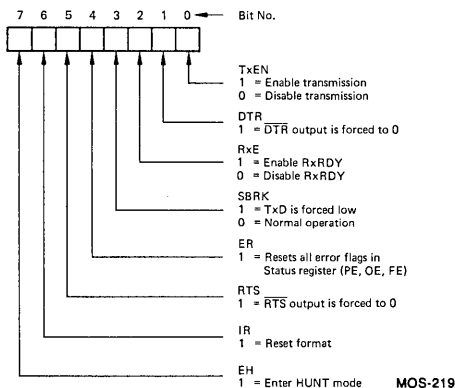 7 6 5 4 3 2 1 0 Bit No.
TxEN
1 = Enable transmission
0 = Disable transmission
DTR
1 = D̅T̅R̅ output is forced to 0
RxE
1 = Enable RxRDY
0 = Disable RxRDY
SBRK
1 = TxD is forced low
0 = Normal operation
ER
1 = Resets all error flags in
Status register (PE, OE, FE)
RTS
1 = R̅T̅S̅ output is forced to 0
IR
1 = Reset format
EH
1 = Enter HUNT mode MOS-219